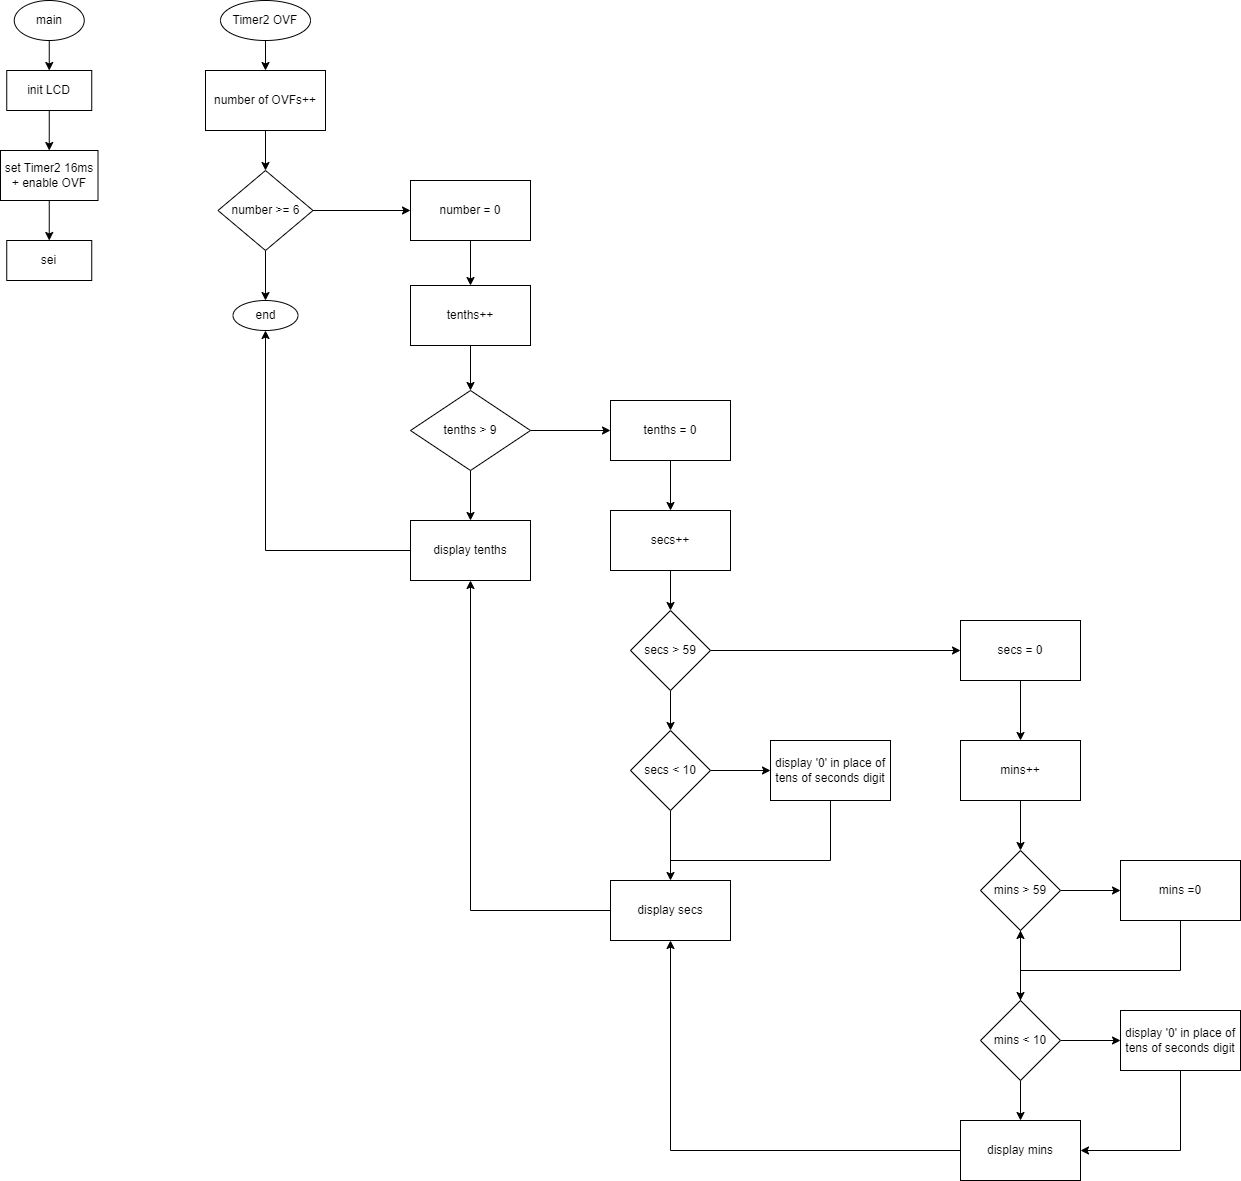 main
init LCD
set Timer2 16ms
+ enable OVF
sei
Timer2 OVF
number of OVFs++
number >= 6
end
number = 0
tenths++
tenths > 9
display tenths
tenths = 0
secs++
secs > 59
secs < 10
display '0' in place of
tens of seconds digit
display secs
secs = 0
mins++
mins > 59
mins =0
mins < 10
display '0' in place of
tens of seconds digit
display mins